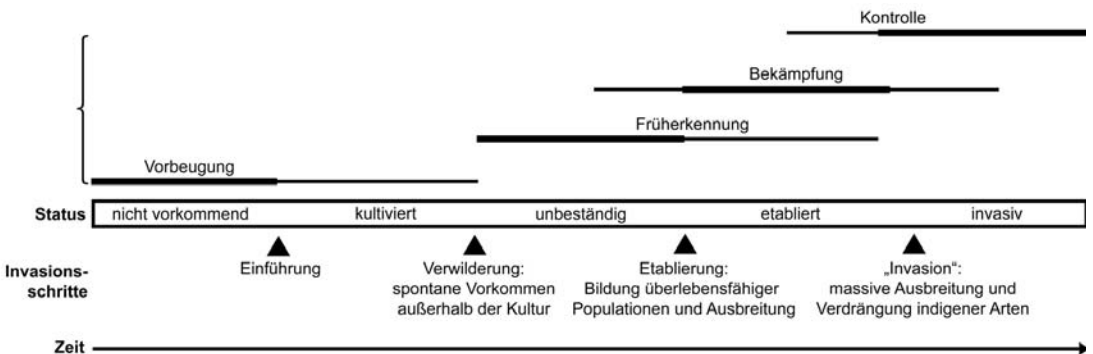 Kontrolle
Bekämpfung
Früherkennung
Vorbeugung
Status nicht vorkommend kultiviert unbeständig etabliert invasiv
Invasions-
schritte
Einführung
Verwilderung:
spontane Vorkommen
außerhalb der Kultur
Etablierung:
Bildung überlebensfähiger
Populationen und Ausbreitung
„Invasion“:
massive Ausbreitung und
Verdrängung indigener Arten
Zeit